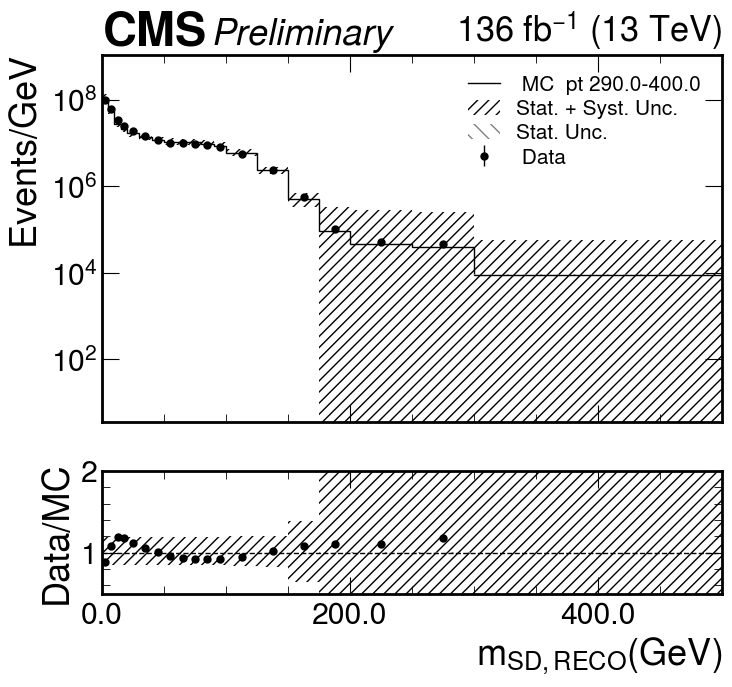 CMS Preliminary 136 fb⁻¹ (13 TeV)
Events/GeV
10⁸
10⁶
10⁴
10²
MC pt 290.0-400.0
Stat. + Syst. Unc.
Stat. Unc.
Data
Data/MC
2
1
0.0 200.0 400.0
m_SD, RECO(GeV)